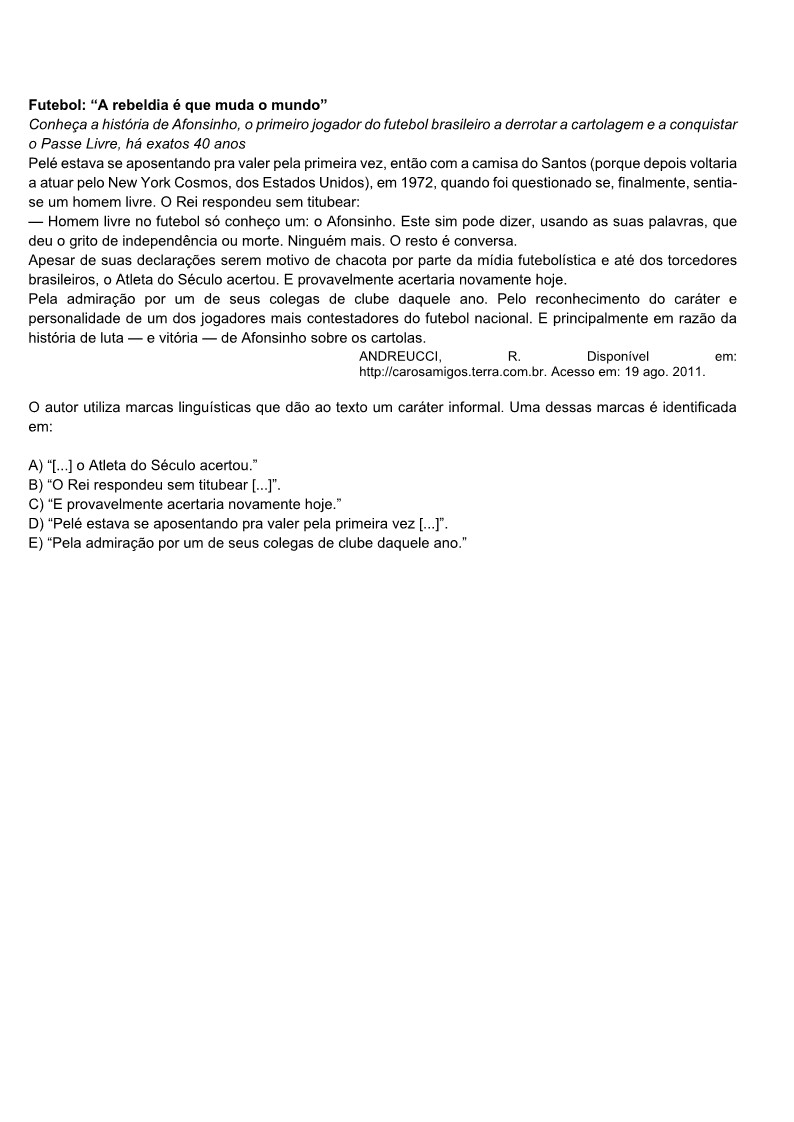 Futebol: “A rebeldia é que muda o mundo”
Conheça a história de Afonsinho, o primeiro jogador do futebol brasileiro a derrotar a cartolagem e a conquistar
o Passe Livre, há exatos 40 anos
Pelé estava se aposentando pra valer pela primeira vez, então com a camisa do Santos (porque depois voltaria
a atuar pelo New York Cosmos, dos Estados Unidos), em 1972, quando foi questionado se, finalmente, sentia-
se um homem livre. O Rei respondeu sem titubear:
— Homem livre no futebol só conheço um: o Afonsinho. Este sim pode dizer, usando as suas palavras, que
deu o grito de independência ou morte. Ninguém mais. O resto é conversa.
Apesar de suas declarações serem motivo de chacota por parte da mídia futebolística e até dos torcedores
brasileiros, o Atleta do Século acertou. E provavelmente acertaria novamente hoje.
Pela admiração por um de seus colegas de clube daquele ano. Pelo reconhecimento do caráter e
personalidade de um dos jogadores mais contestadores do futebol nacional. E principalmente em razão da
história de luta — e vitória — de Afonsinho sobre os cartolas.
ANDREUCCI, R. Disponível em:
http://carosamigos.terra.com.br. Acesso em: 19 ago. 2011.
O autor utiliza marcas linguísticas que dão ao texto um caráter informal. Uma dessas marcas é identificada
em:
A) “[...] o Atleta do Século acertou.”
B) “O Rei respondeu sem titubear [...]”.
C) “E provavelmente acertaria novamente hoje.”
D) “Pelé estava se aposentando pra valer pela primeira vez [...]”.
E) “Pela admiração por um de seus colegas de clube daquele ano.”